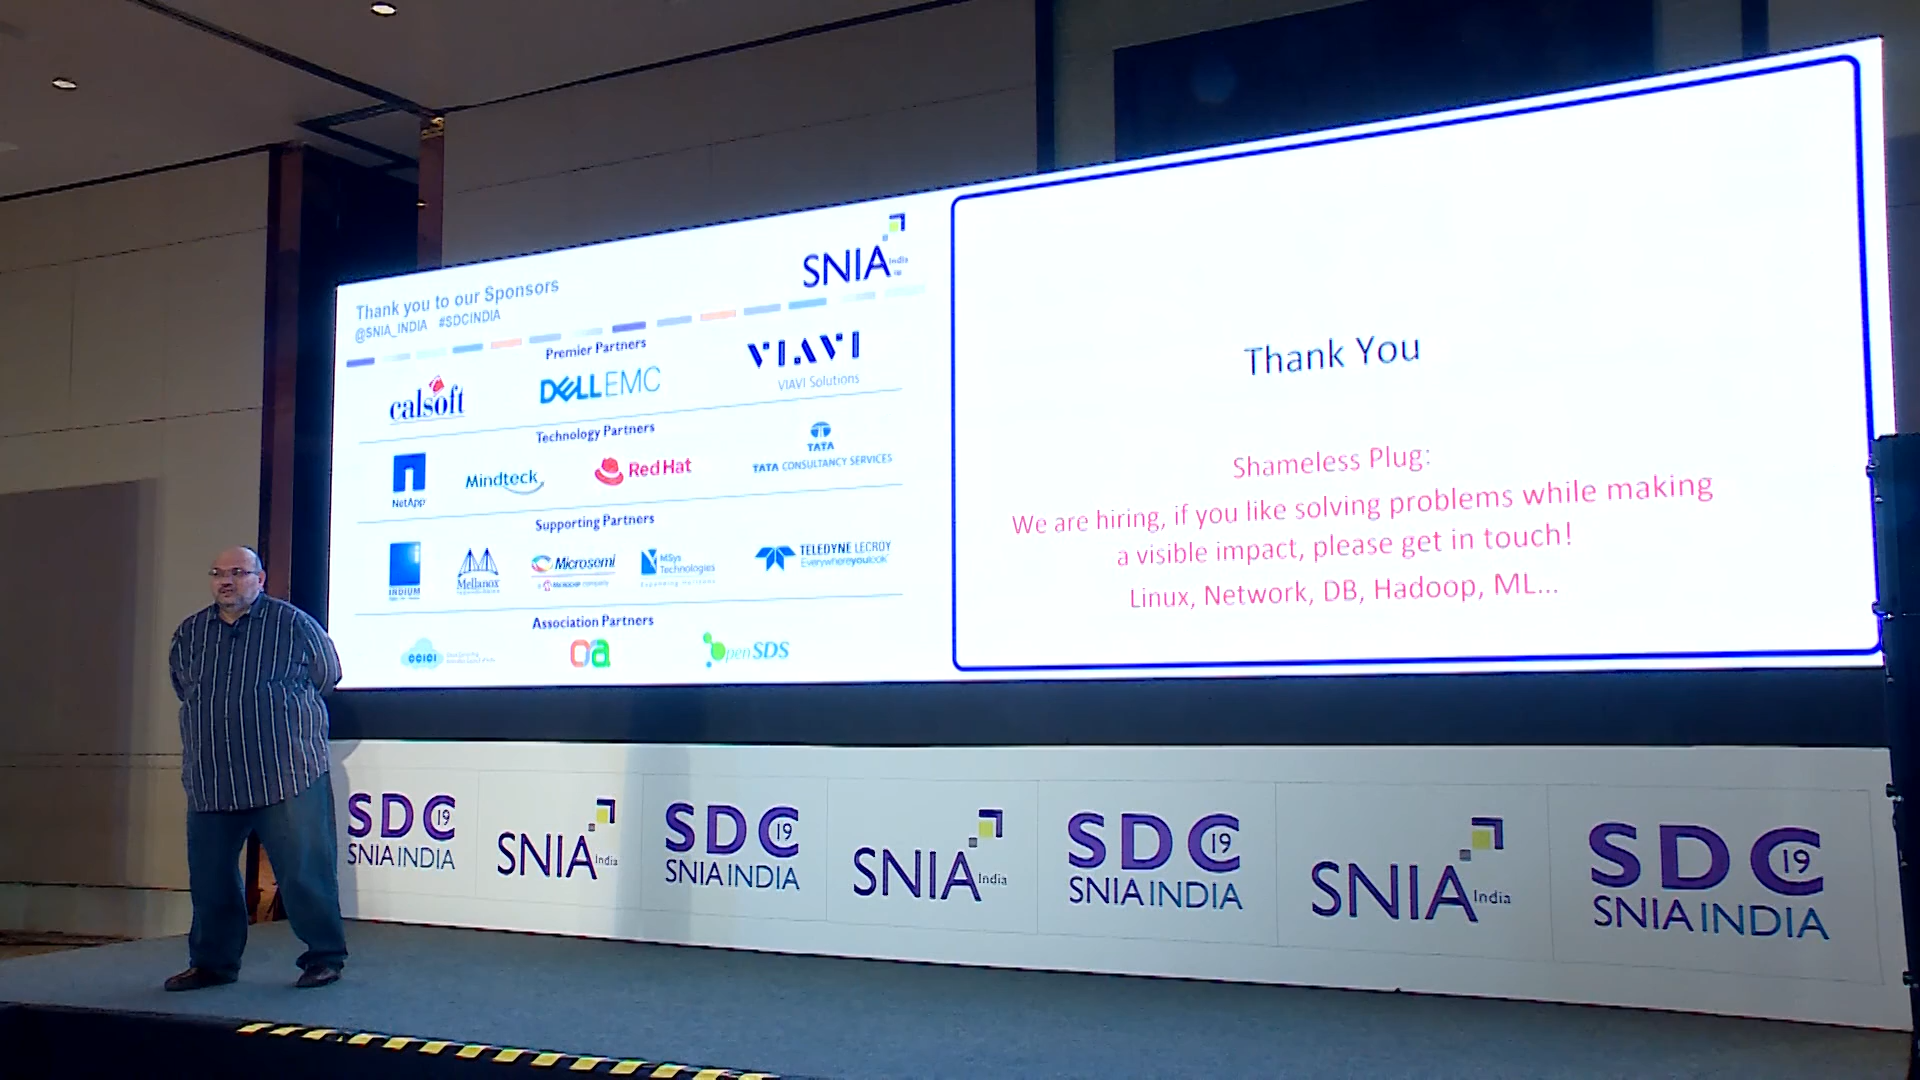 SNIA India
Thank you to our Sponsors
@SNIA_INDIA #SDCINDIA
Premier Partners
calsoft
DELL EMC
VIAVI
VIAVI Solutions
Technology Partners
NetApp
Mindteck
Red Hat
TATA
TATA CONSULTANCY SERVICES
Supporting Partners
INDIUM
Mellanox
Microsemi
a MICROCHIP company
MSys
Technologies
TELEDYNE LECROY
Everywhereyoulook
Association Partners
CCICI
oa
OpenSDS
Thank You
Shameless Plug:
We are hiring, if you like solving problems while making
a visible impact, please get in touch!
Linux, Network, DB, Hadoop, ML...
SDC 19
SNIA INDIA
SNIA India
SDC 19
SNIA INDIA
SNIA India
SDC 19
SNIA INDIA
SNIA India
SDC 19
SNIA INDIA